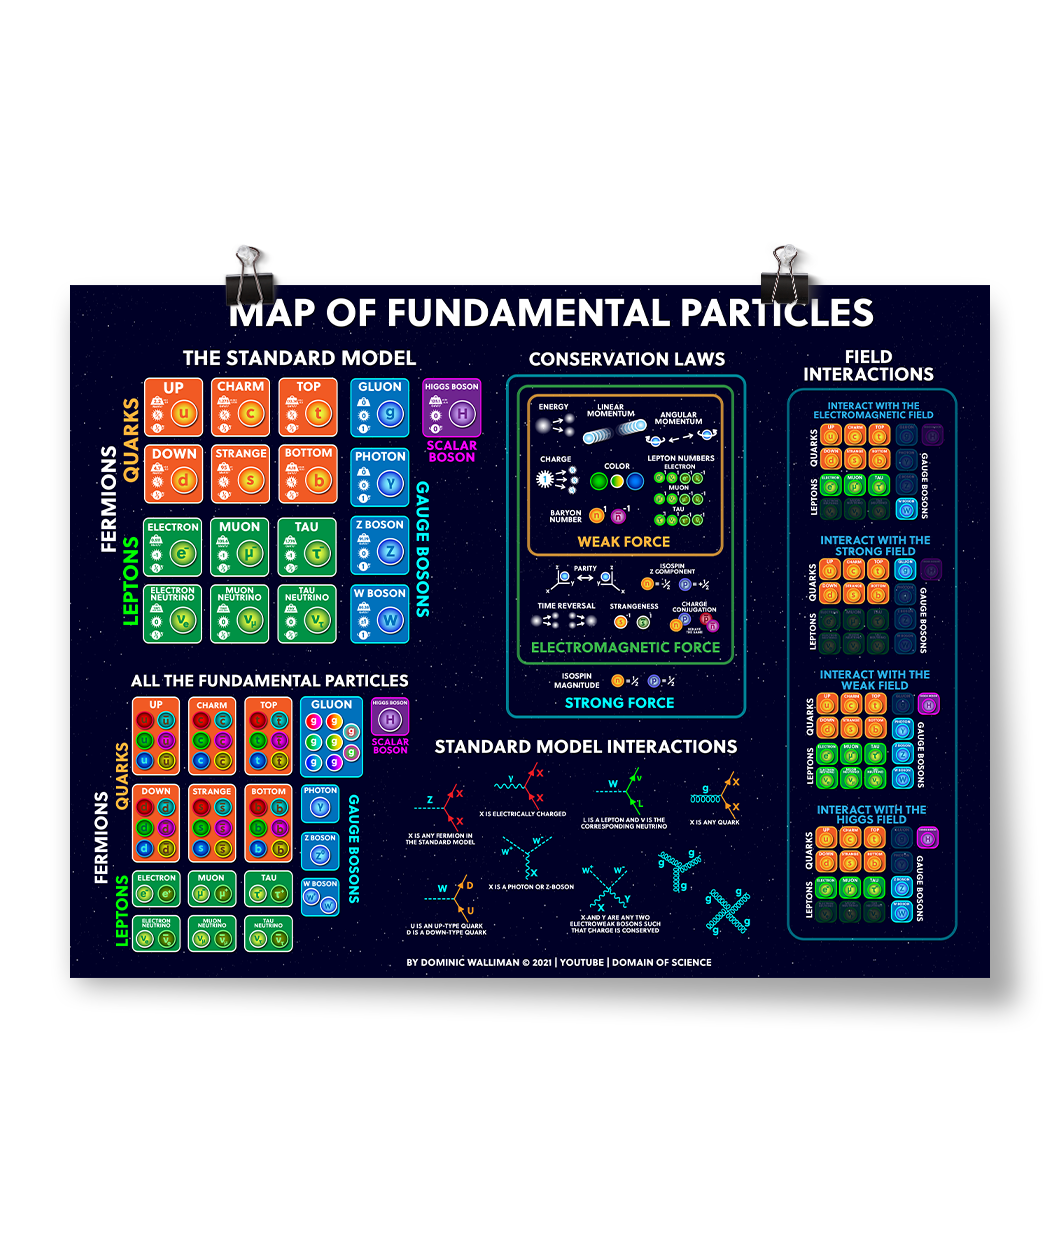 MAP OF FUNDAMENTAL PARTICLES
THE STANDARD MODEL
FERMIONS
QUARKS
LEPTONS
UP
u
CHARM
c
TOP
t
GLUON
g
HIGGS BOSON
H
SCALAR
BOSON
DOWN
d
STRANGE
s
BOTTOM
b
PHOTON
γ
GAUGE BOSONS
ELECTRON
e
MUON
μ
TAU
τ
Z BOSON
Z
ELECTRON
NEUTRINO
MUON
NEUTRINO
TAU
NEUTRINO
W BOSON
W
ALL THE FUNDAMENTAL PARTICLES
FERMIONS
QUARKS
LEPTONS
UP
CHARM
TOP
GLUON
HIGGS BOSON
H
SCALAR
BOSON
DOWN
STRANGE
BOTTOM
PHOTON
Z BOSON
W BOSON
GAUGE BOSONS
ELECTRON
MUON
TAU
ELECTRON
NEUTRINO
MUON
NEUTRINO
TAU
NEUTRINO
CONSERVATION LAWS
ENERGY
LINEAR
MOMENTUM
ANGULAR
MOMENTUM
CHARGE
COLOR
LEPTON NUMBERS
ELECTRON
MUON
TAU
BARYON
NUMBER
WEAK FORCE
PARITY
ISOSPIN
Z COMPONENT
TIME REVERSAL
STRANGENESS
CHARGE
CONJUGATION
ELECTROMAGNETIC FORCE
ISOSPIN
MAGNITUDE
STRONG FORCE
STANDARD MODEL INTERACTIONS
Z
X
X
X IS ANY FERMION IN
THE STANDARD MODEL
γ
X
X
X IS ELECTRICALLY CHARGED
W
V
L
L IS A LEPTON AND V IS THE
CORRESPONDING NEUTRINO
g
X
X
X IS ANY QUARK
W
D
U
U IS AN UP-TYPE QUARK
D IS A DOWN-TYPE QUARK
X
X IS A PHOTON OR Z-BOSON
X
Y
X AND Y ARE ANY TWO
ELECTROWEAK BOSONS SUCH
THAT CHARGE IS CONSERVED
g
g
g
g
g
g
g
BY DOMINIC WALLIMAN © 2021 | YOUTUBE | DOMAIN OF SCIENCE
FIELD
INTERACTIONS
INTERACT WITH THE
ELECTROMAGNETIC FIELD
QUARKS
LEPTONS
GAUGE BOSONS
INTERACT WITH THE
STRONG FIELD
QUARKS
LEPTONS
GAUGE BOSONS
INTERACT WITH THE
WEAK FIELD
QUARKS
LEPTONS
GAUGE BOSONS
INTERACT WITH THE
HIGGS FIELD
QUARKS
LEPTONS
GAUGE BOSONS